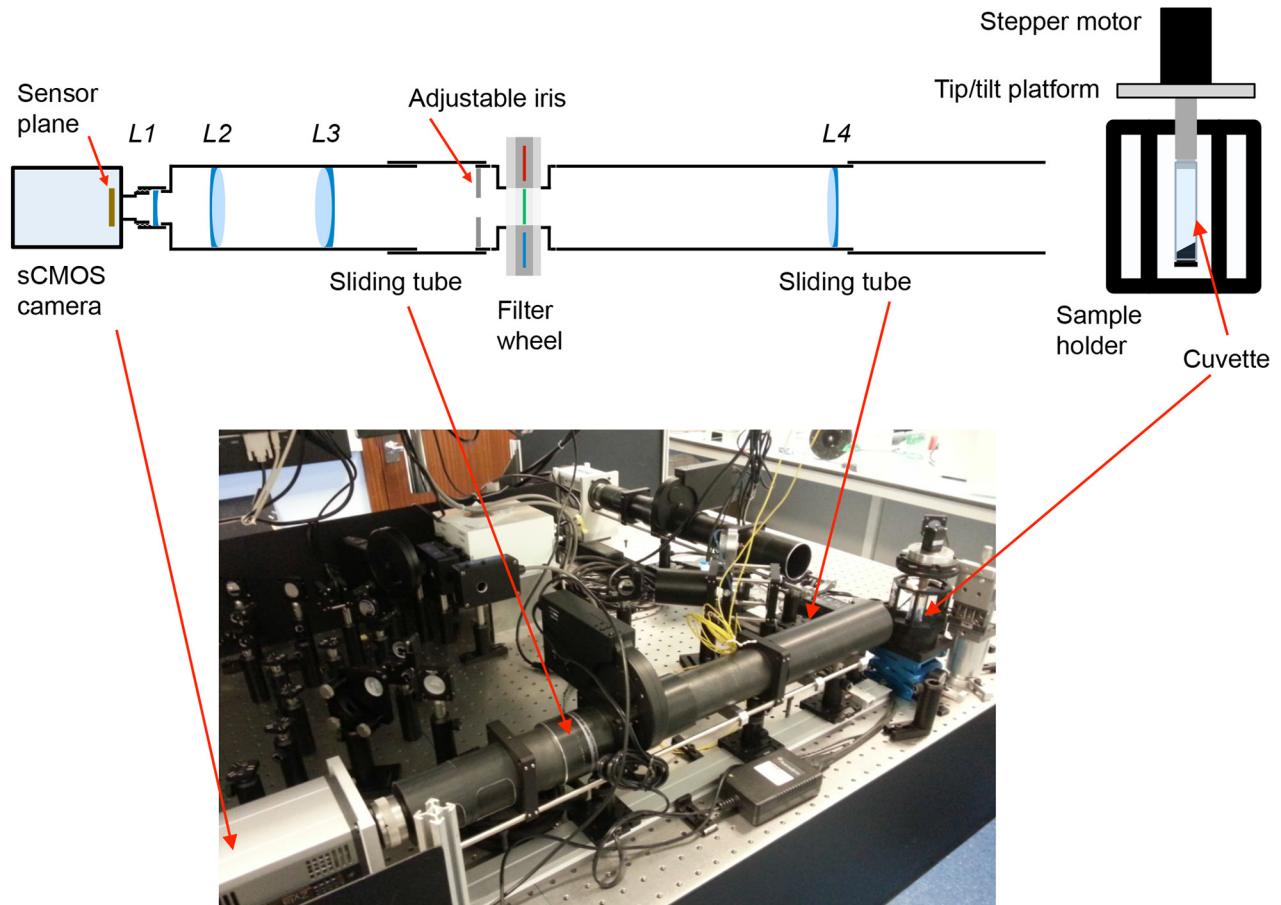 Stepper motor
Tip/tilt platform
Sensor
plane
L1
L2
L3
Adjustable iris
L4
sCMOS
camera
Sliding tube
Filter
wheel
Sliding tube
Sample
holder
Cuvette